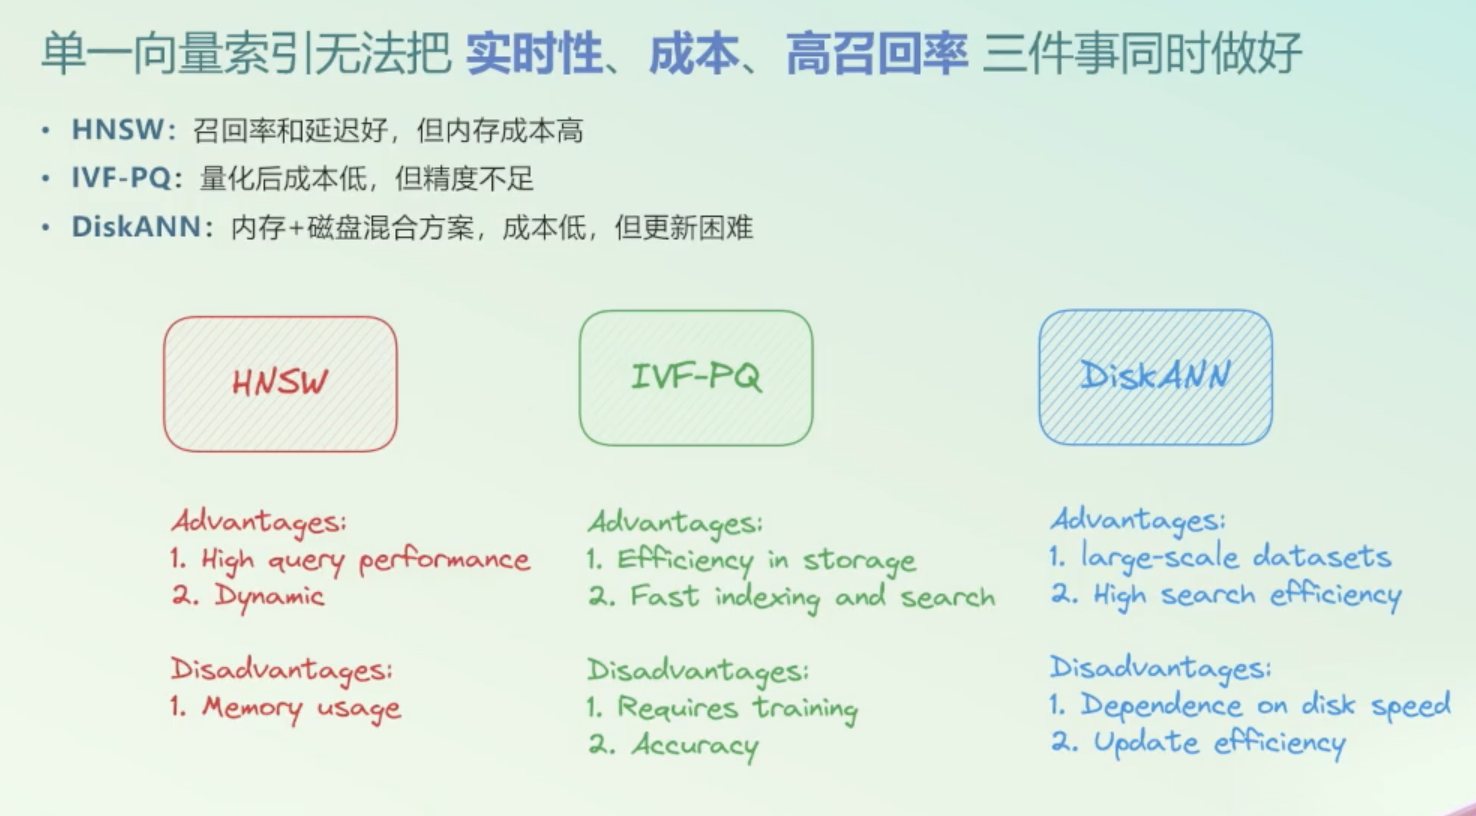 单一向量索引无法把 实时性、成本、高召回率 三件事同时做好
• HNSW：召回率和延迟好，但内存成本高
• IVF-PQ：量化后成本低，但精度不足
• DiskANN：内存+磁盘混合方案，成本低，但更新困难
HNSW
IVF-PQ
DiskANN
Advantages:
1. High query performance
2. Dynamic
Disadvantages:
1. Memory usage
Advantages:
1. Efficiency in storage
2. Fast indexing and search
Disadvantages:
1. Requires training
2. Accuracy
Advantages:
1. large-scale datasets
2. High search efficiency
Disadvantages:
1. Dependence on disk speed
2. Update efficiency